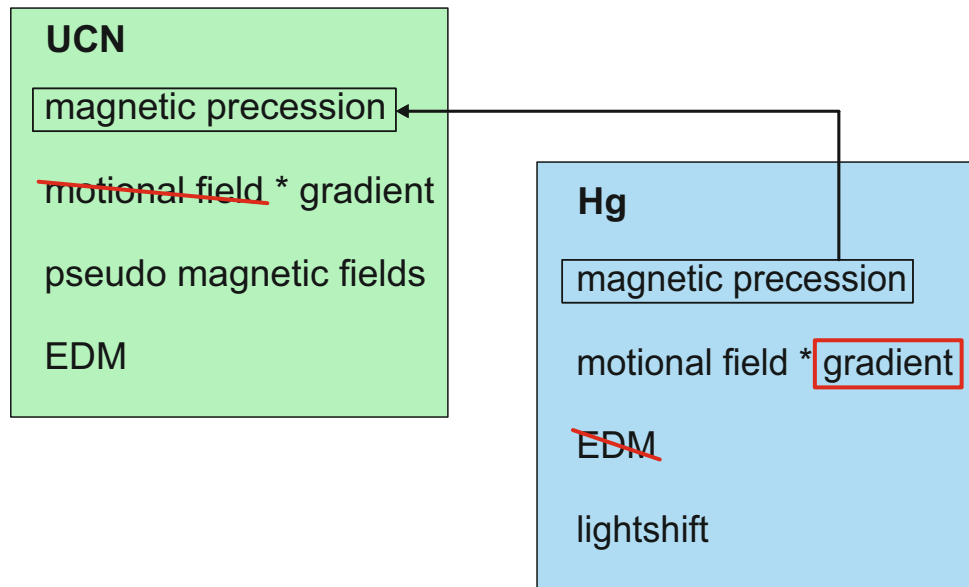 UCN
magnetic precession
motional field * gradient
pseudo magnetic fields
EDM
Hg
magnetic precession
motional field * gradient
EDM
lightshift